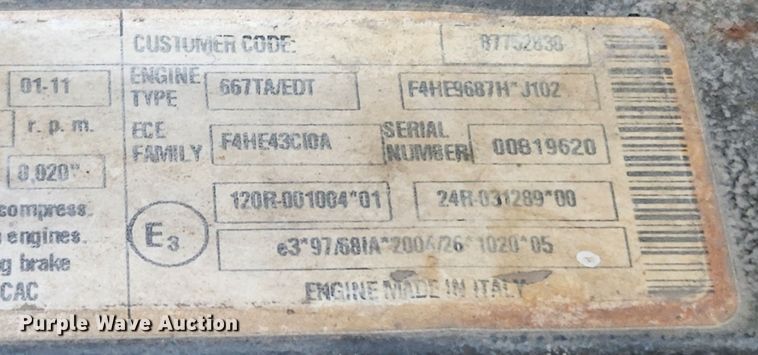 CUSTOMER CODE: 87752838
01-11
ENGINE TYPE 667TA/EDT F4HE9687H*J102
r. p. m.
ECE FAMILY F4HE43CI0A SERIAL NUMBER 00819620
0,020"
120R-001004*01 24R-031289*00
compress.
engines.
E3
e3*97/68IA*2004/26*1020*05
g brake
CAC
ENGINE MADE IN ITALY
Purple Wave Auction